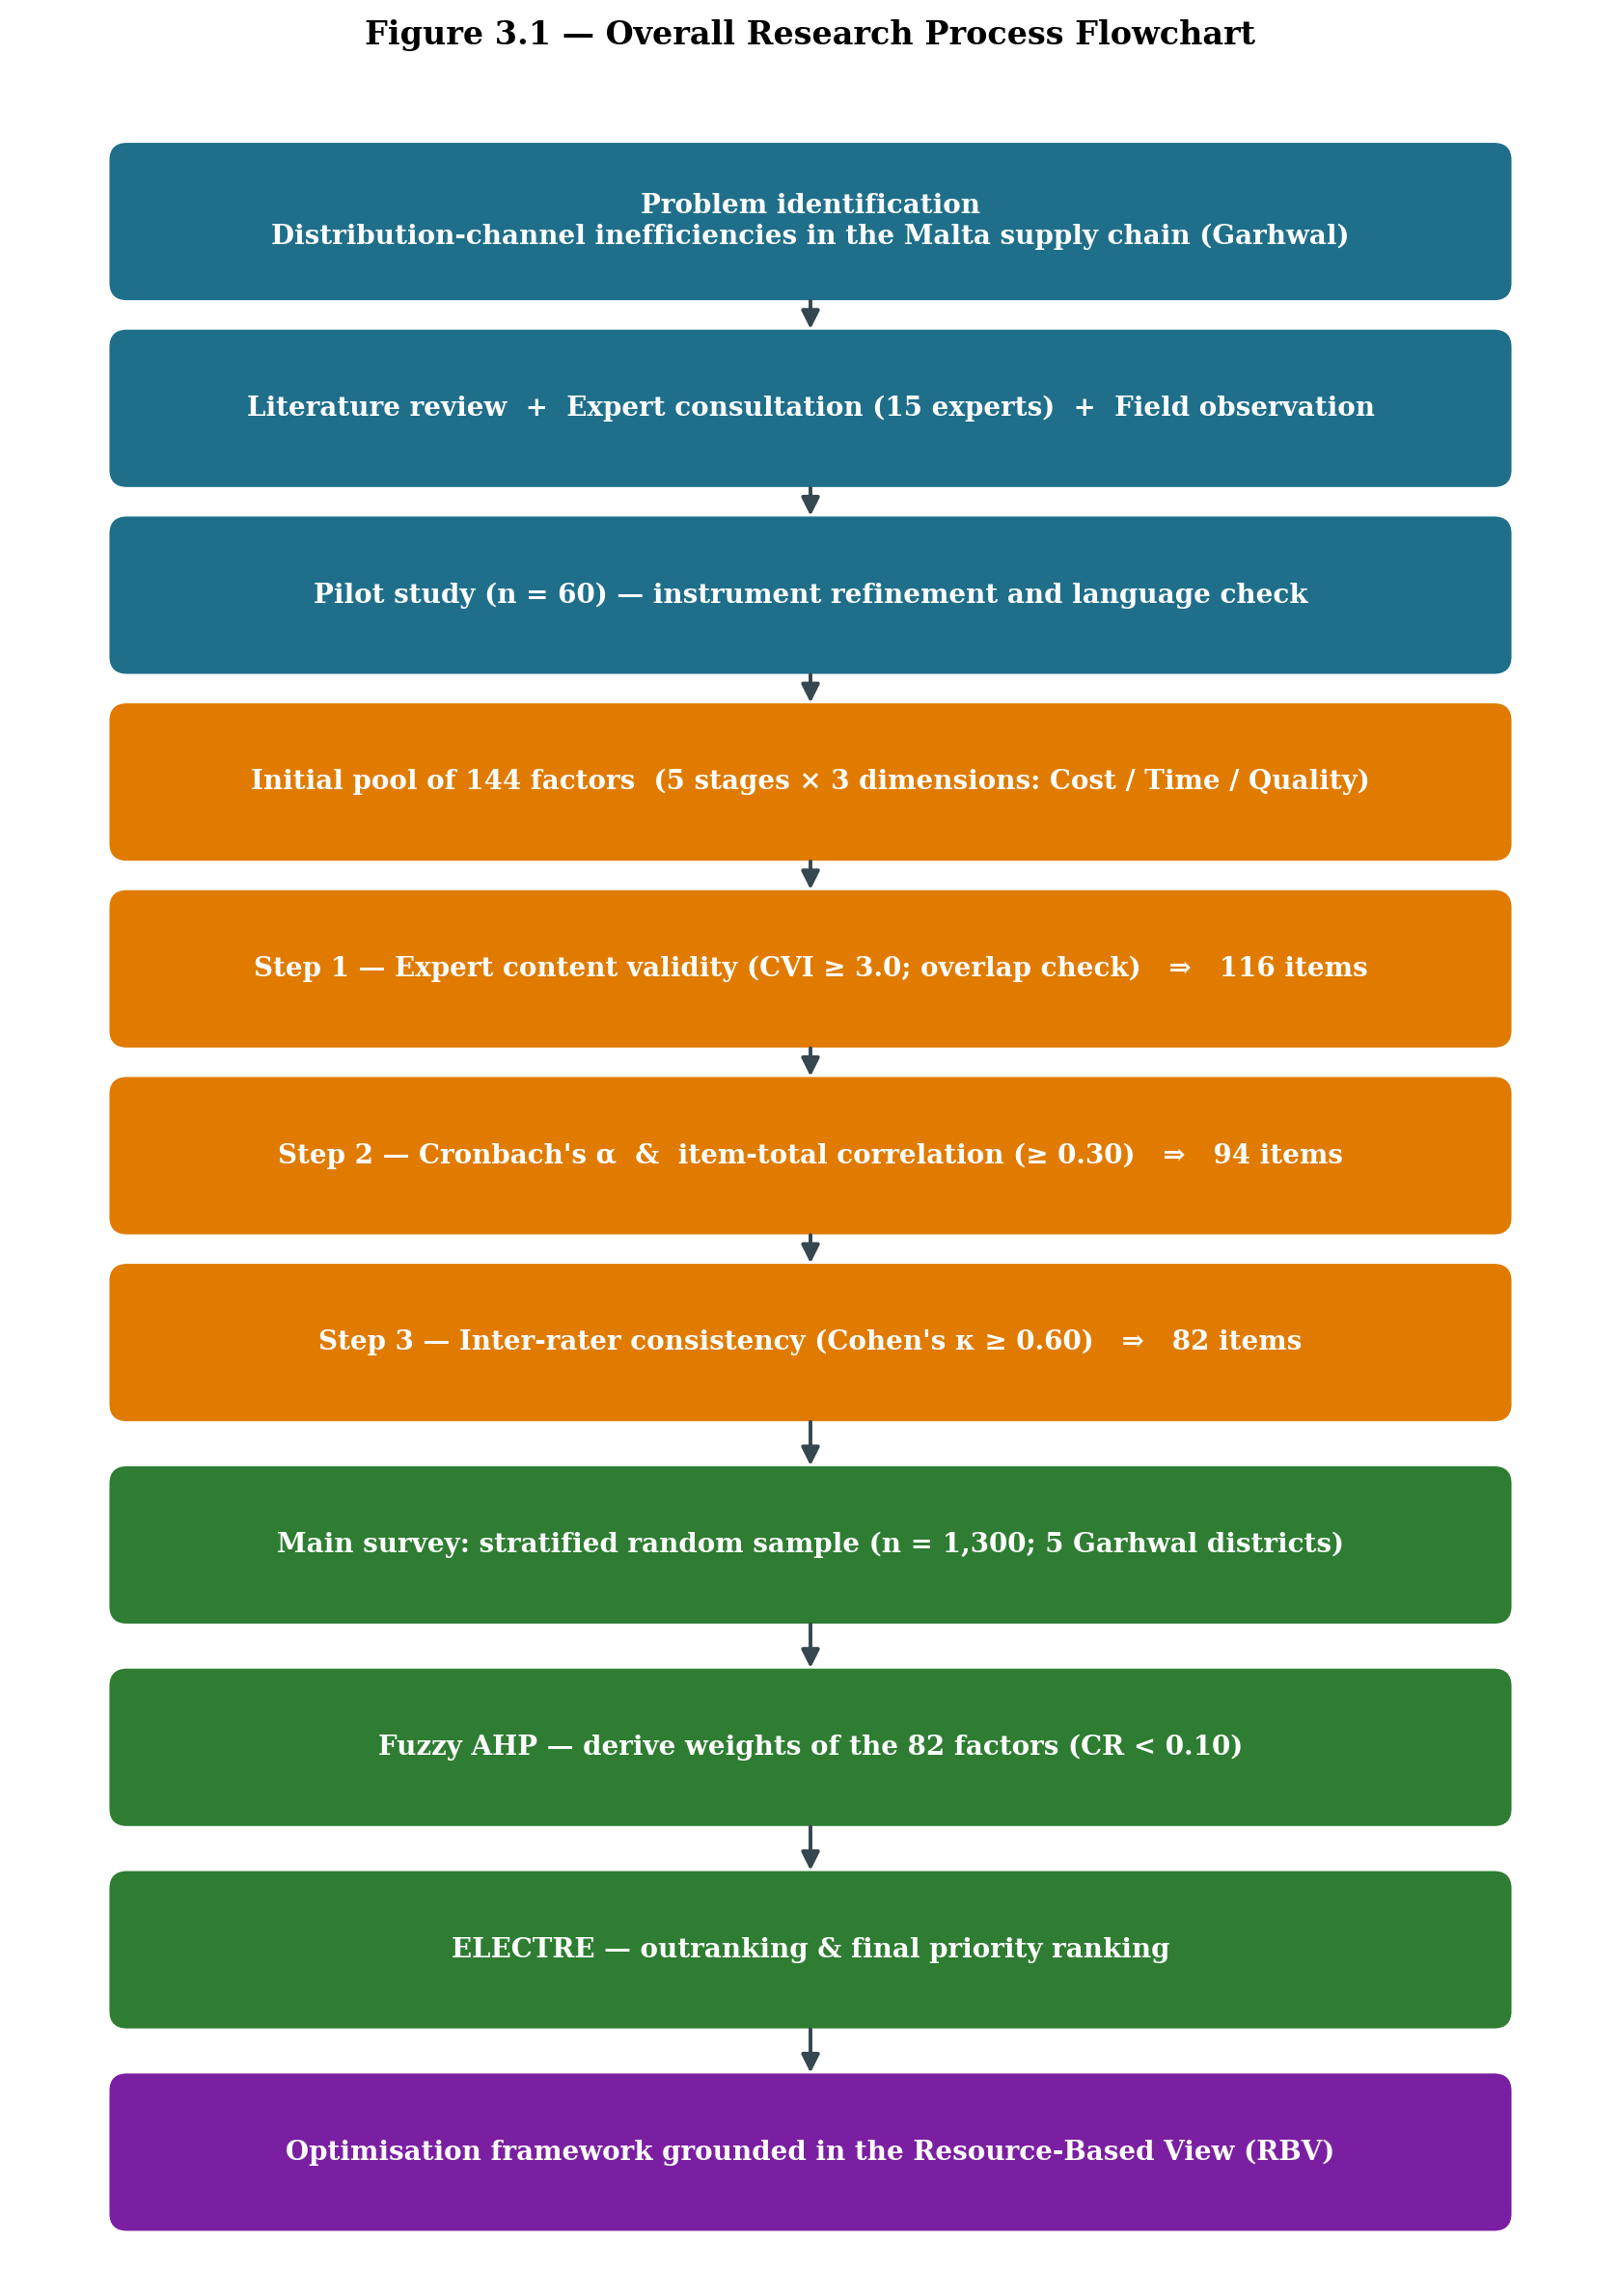 Figure 3.1 — Overall Research Process Flowchart
Problem identification
Distribution-channel inefficiencies in the Malta supply chain (Garhwal)
Literature review + Expert consultation (15 experts) + Field observation
Pilot study (n = 60) — instrument refinement and language check
Initial pool of 144 factors (5 stages × 3 dimensions: Cost / Time / Quality)
Step 1 — Expert content validity (CVI ≥ 3.0; overlap check) ⇒ 116 items
Step 2 — Cronbach's α & item-total correlation (≥ 0.30) ⇒ 94 items
Step 3 — Inter-rater consistency (Cohen's κ ≥ 0.60) ⇒ 82 items
Main survey: stratified random sample (n = 1,300; 5 Garhwal districts)
Fuzzy AHP — derive weights of the 82 factors (CR < 0.10)
ELECTRE — outranking & final priority ranking
Optimisation framework grounded in the Resource-Based View (RBV)